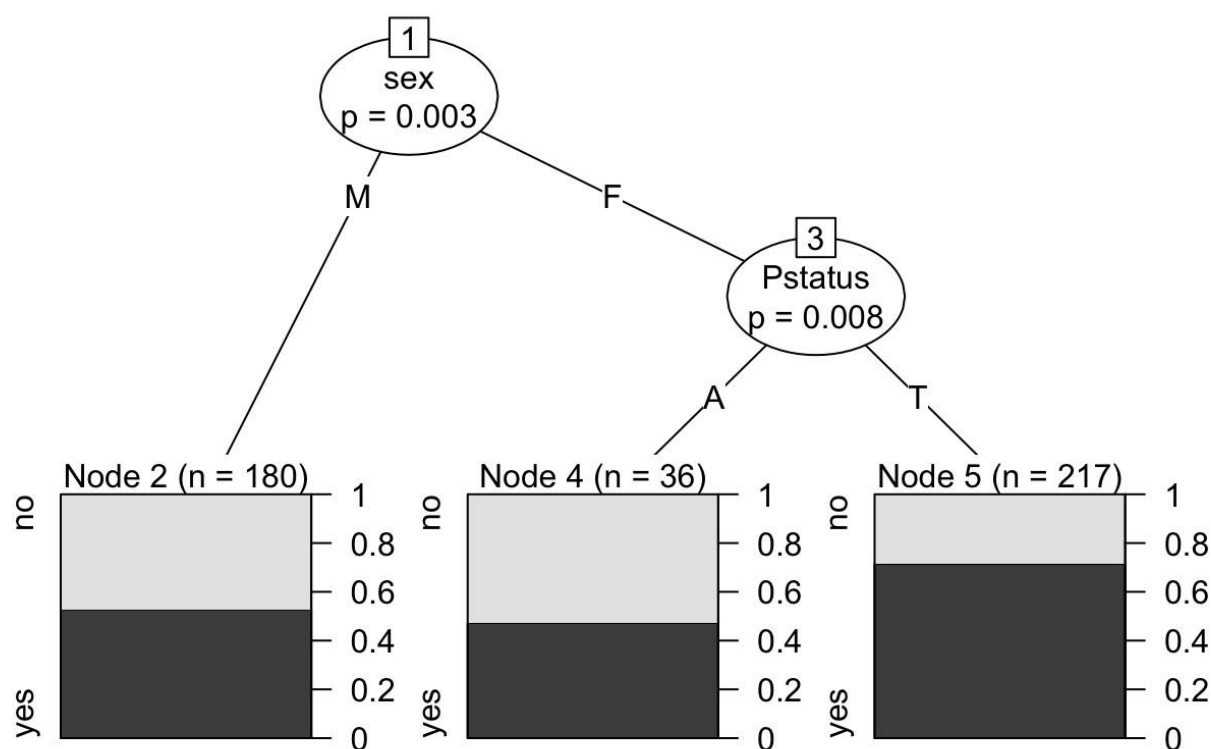 1
sex
p = 0.003
M
F
3
Pstatus
p = 0.008
A
T
Node 2 (n = 180)
no
yes
1
0.8
0.6
0.4
0.2
0
Node 4 (n = 36)
no
yes
1
0.8
0.6
0.4
0.2
0
Node 5 (n = 217)
no
yes
1
0.8
0.6
0.4
0.2
0